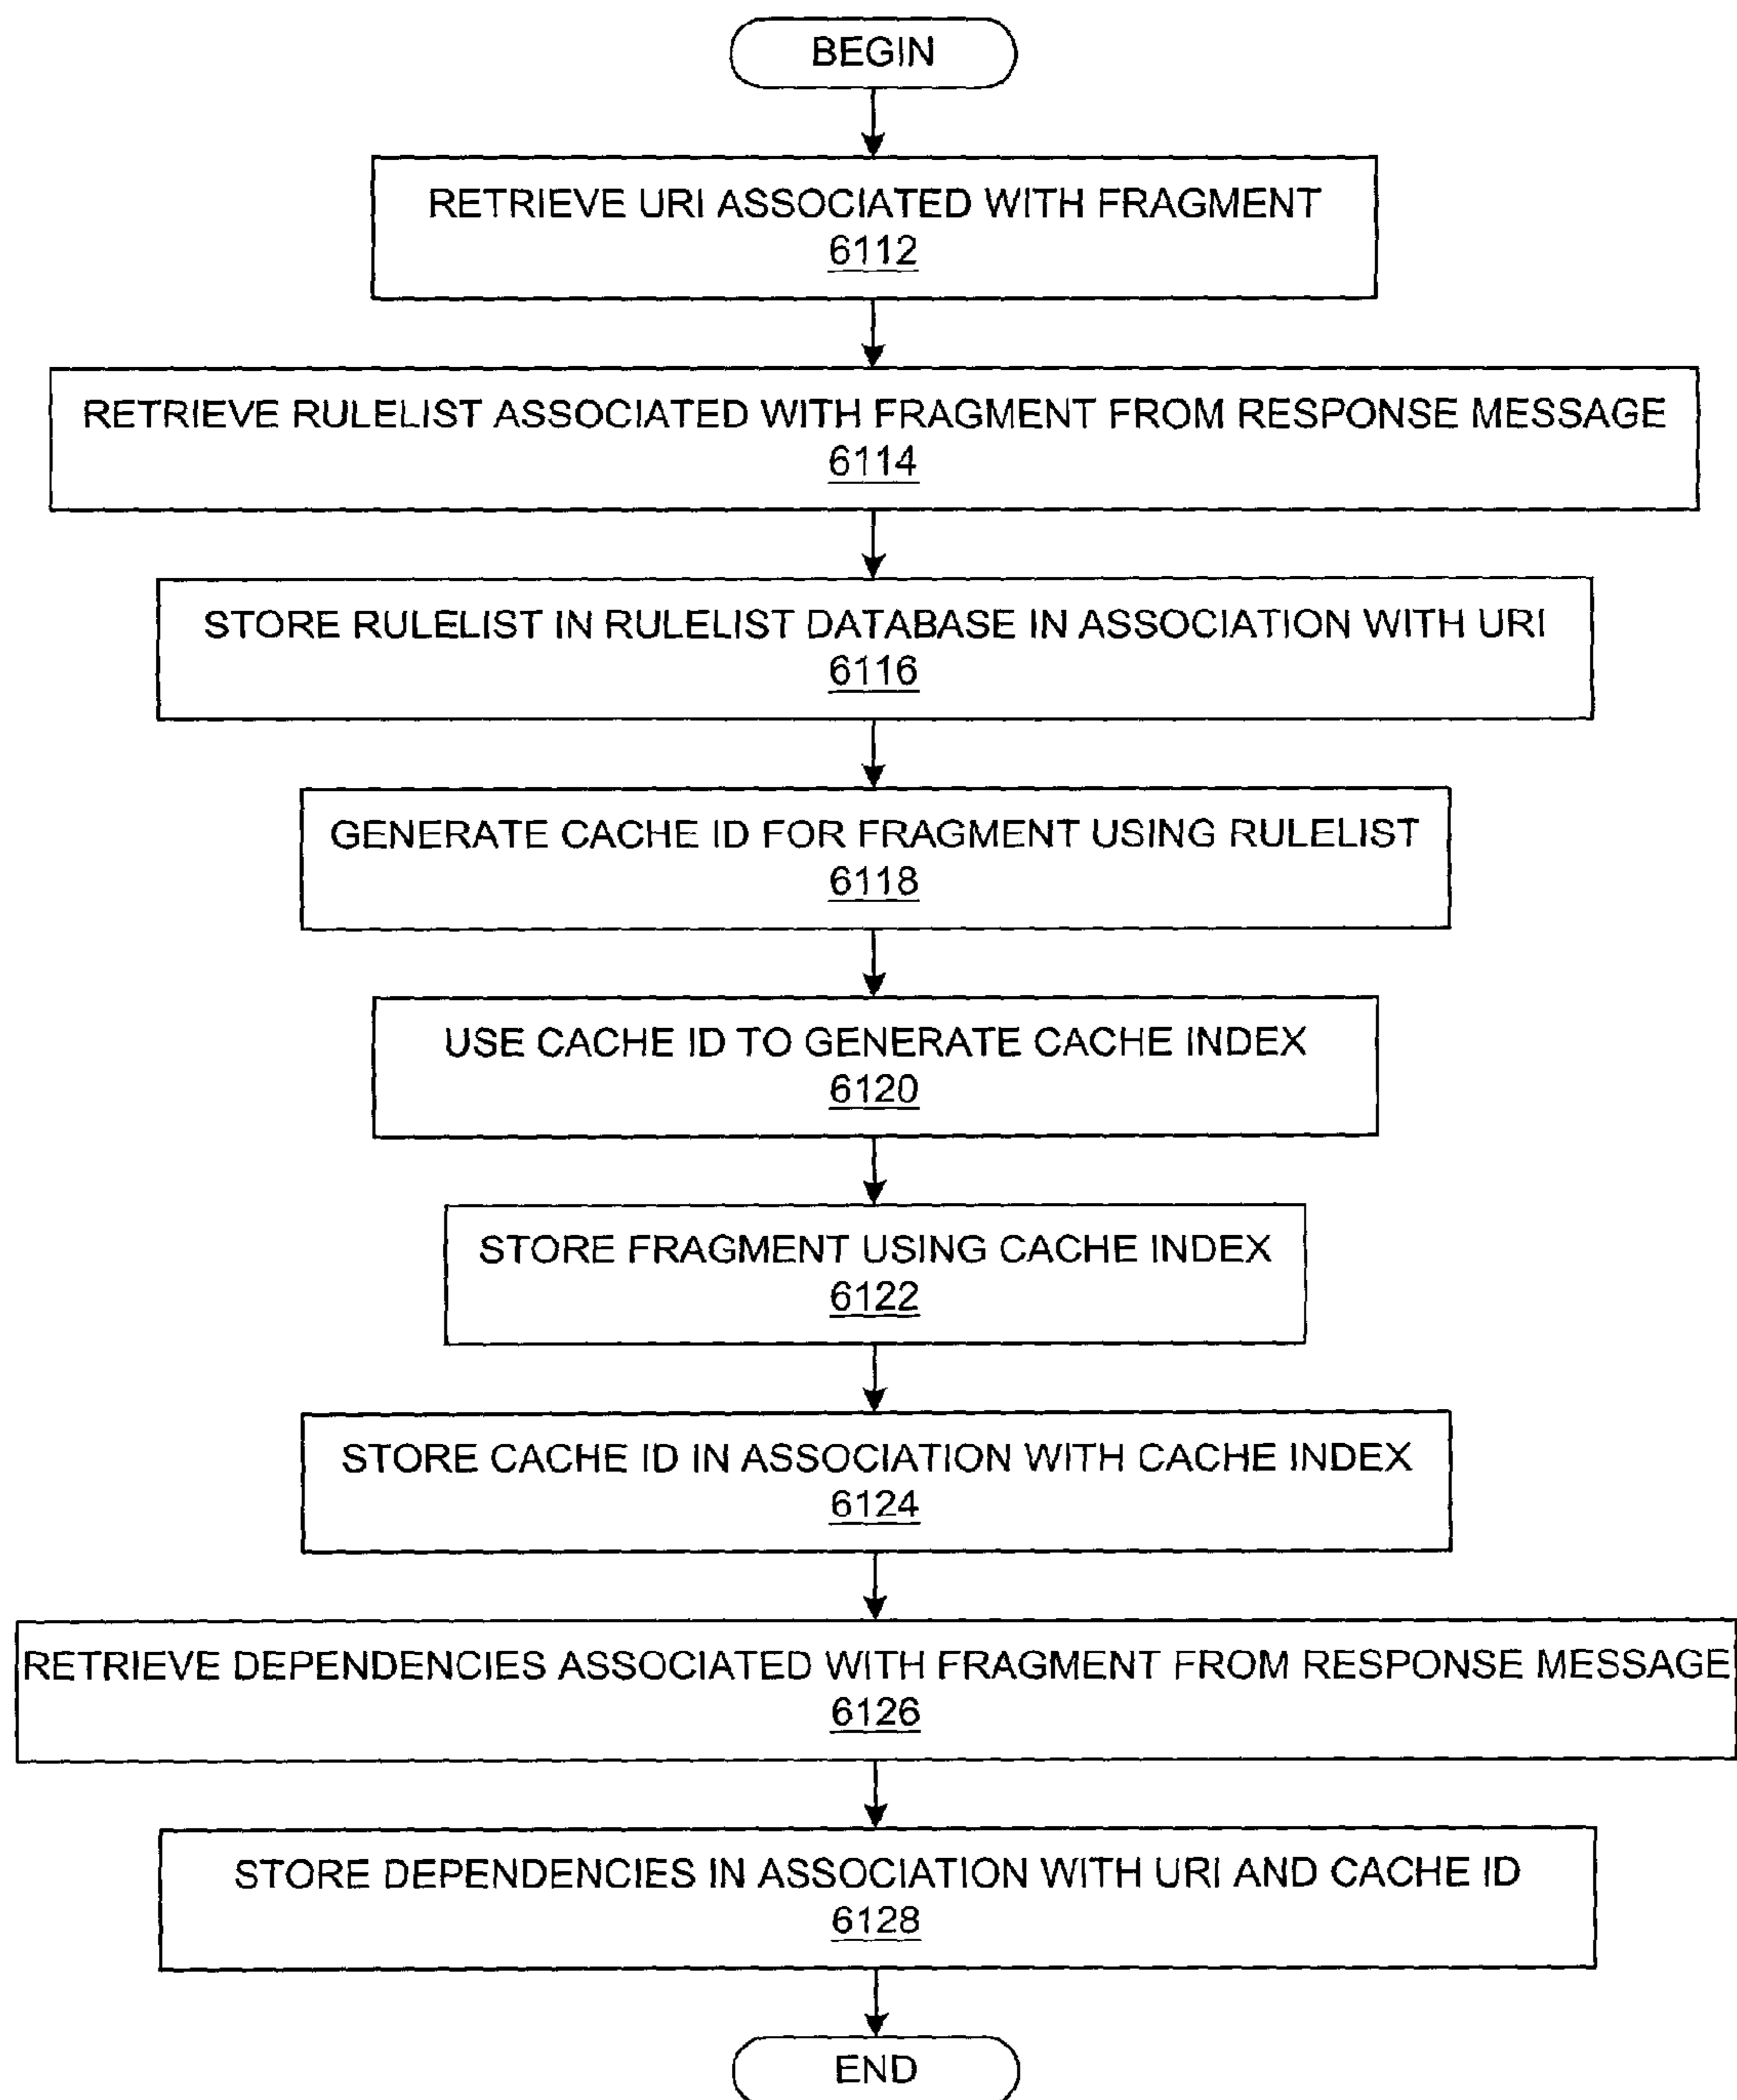 BEGIN
RETRIEVE URI ASSOCIATED WITH FRAGMENT
6112
RETRIEVE RULELIST ASSOCIATED WITH FRAGMENT FROM RESPONSE MESSAGE
6114
STORE RULELIST IN RULELIST DATABASE IN ASSOCIATION WITH URI
6116
GENERATE CACHE ID FOR FRAGMENT USING RULELIST
6118
USE CACHE ID TO GENERATE CACHE INDEX
6120
STORE FRAGMENT USING CACHE INDEX
6122
STORE CACHE ID IN ASSOCIATION WITH CACHE INDEX
6124
RETRIEVE DEPENDENCIES ASSOCIATED WITH FRAGMENT FROM RESPONSE MESSAGE
6126
STORE DEPENDENCIES IN ASSOCIATION WITH URI AND CACHE ID
6128
END